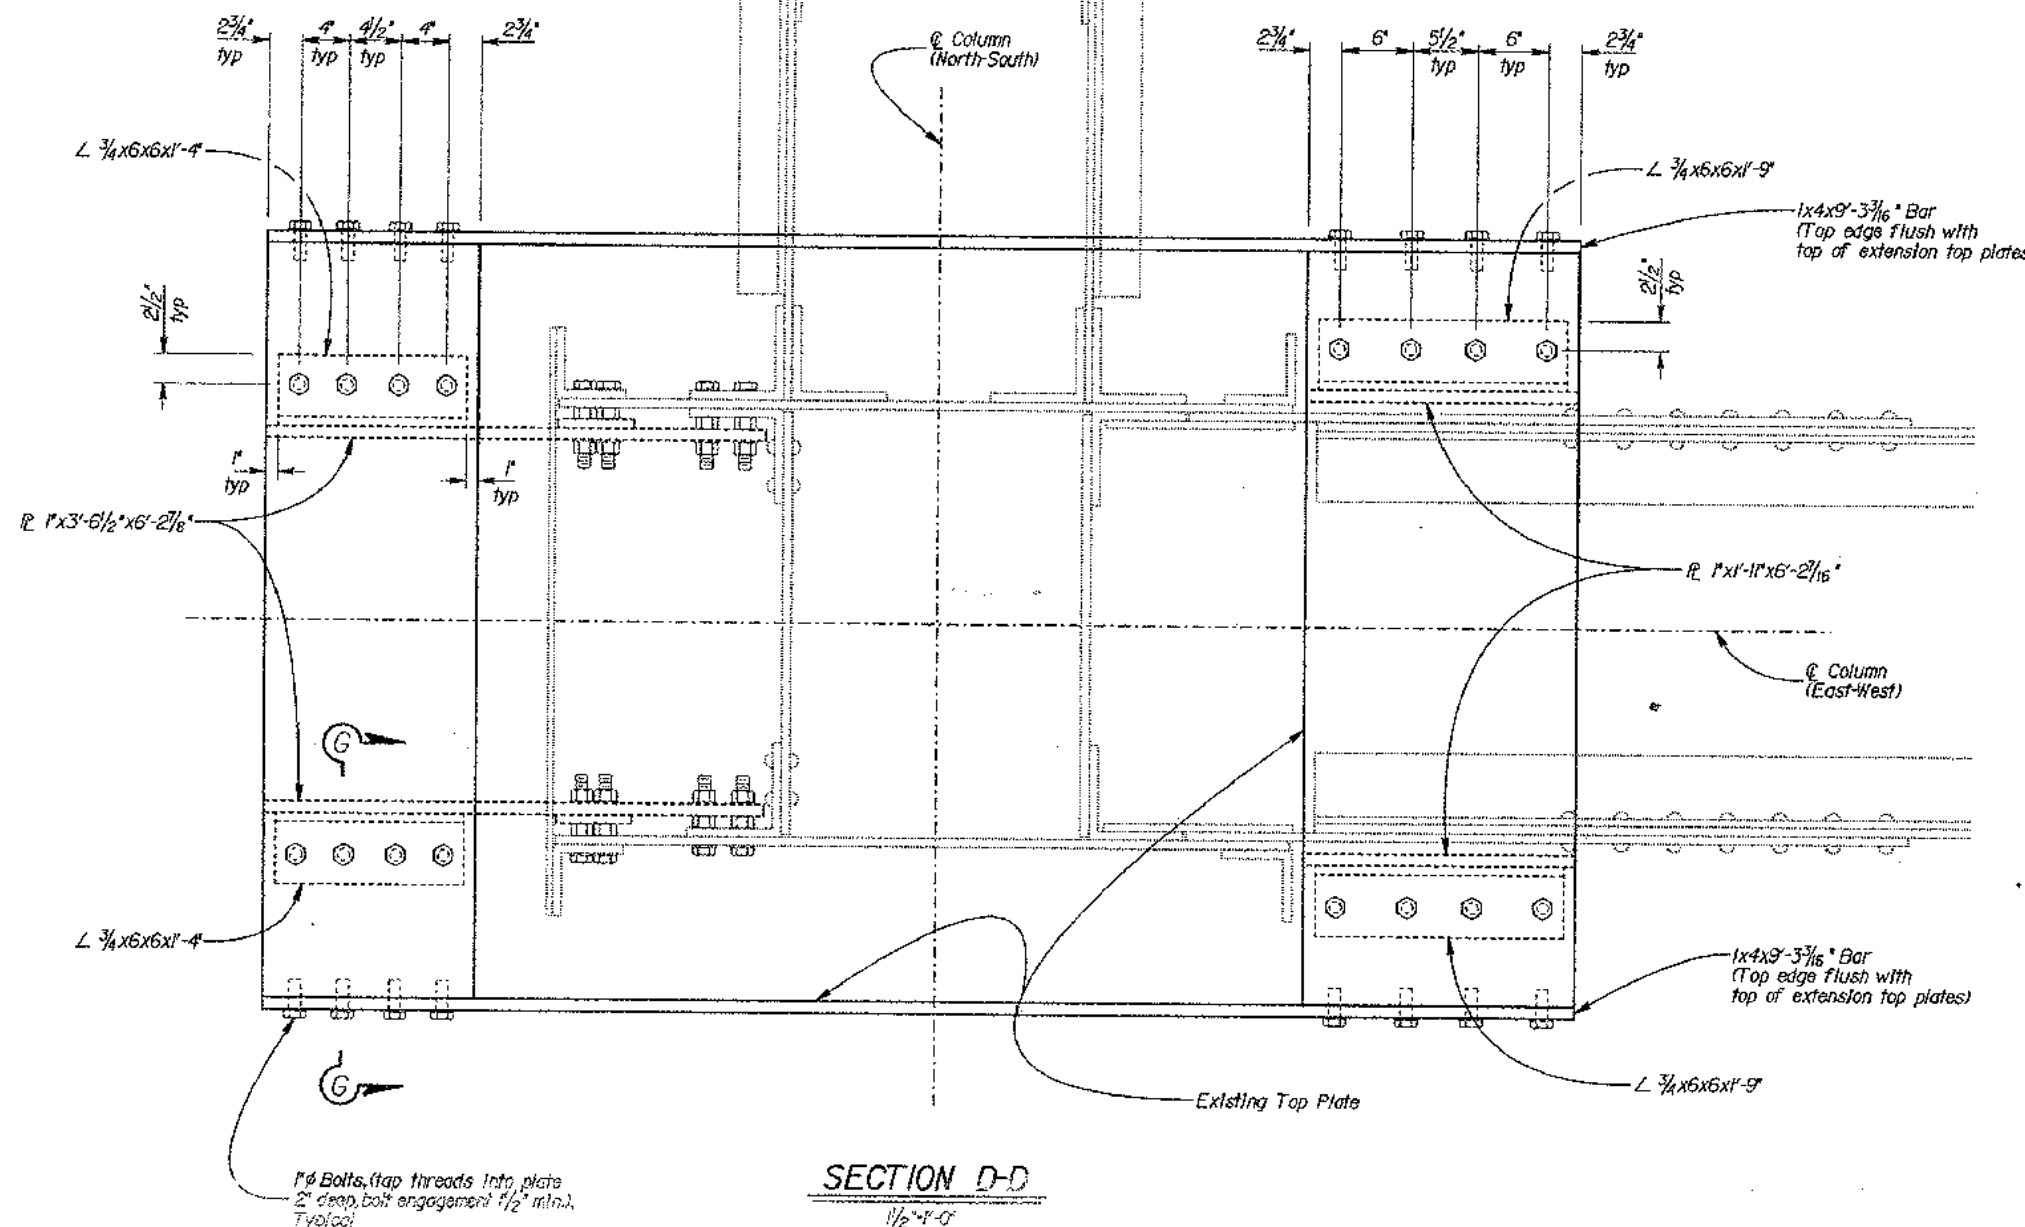 2¾" 4" 4½" 4" 2¾"
typ typ typ typ
℄ Column
(North-South)
2¾" 6" 5½" 6" 2¾"
typ typ typ
∠ ¾x6x6x1'-4"
∠ ¾x6x6x1'-9"
1x4x9'-3³⁄₁₆" Bar
(Top edge flush with
top of extension top plates
2½"
typ
2½"
typ
1"
typ
1"
typ
℄ 1"x3'-6½"x6'-2⅞"
℄ 1"x1'-11"x6'-2⁷⁄₁₆"
℄ Column
(East-West)
G
∠ ¾x6x6x1'-4"
1x4x9'-3³⁄₁₆" Bar
(Top edge flush with
top of extension top plates)
G
∠ ¾x6x6x1'-9"
Existing Top Plate
1"⌀ Bolts, (tap threads into plate
2" deep, bolt engagement 1½" min.),
Typical
SECTION D-D
1½"=1'-0"